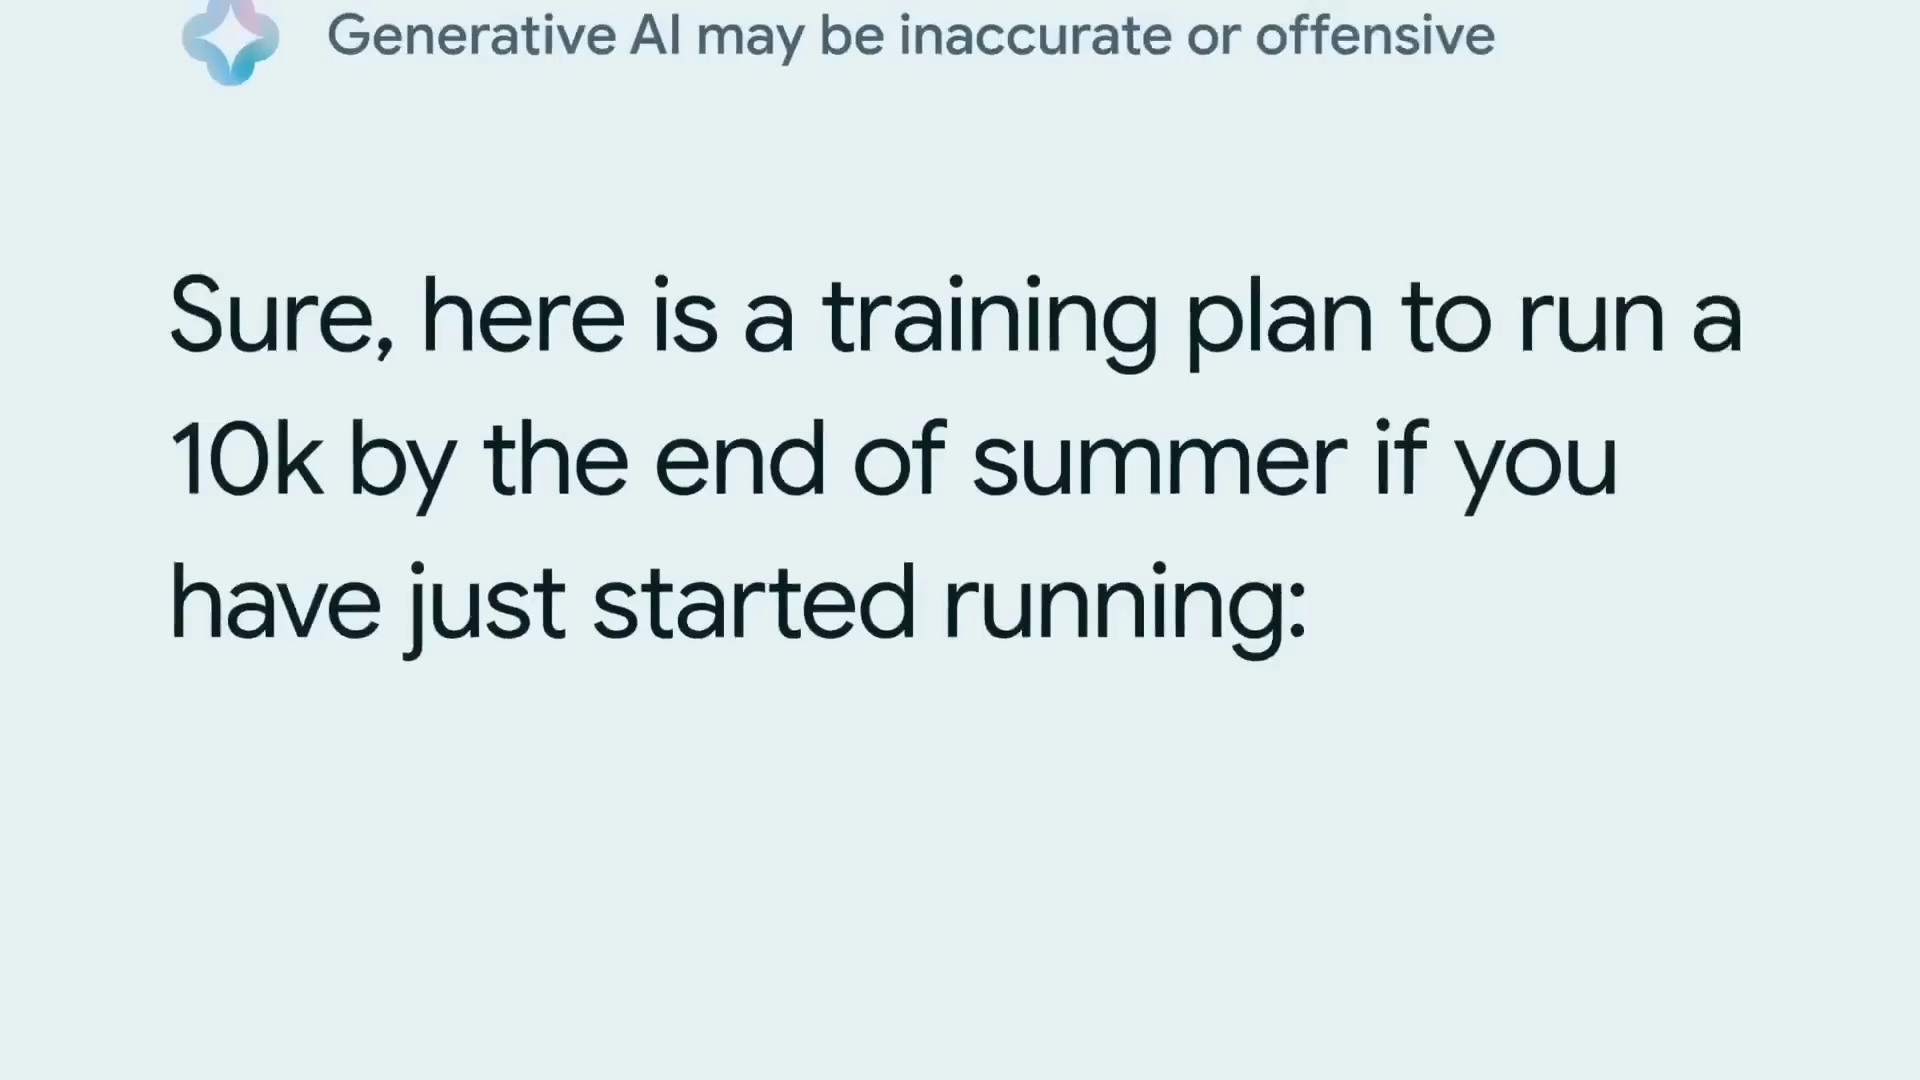 Generative AI may be inaccurate or offensive
Sure, here is a training plan to run a
10k by the end of summer if you
have just started running: